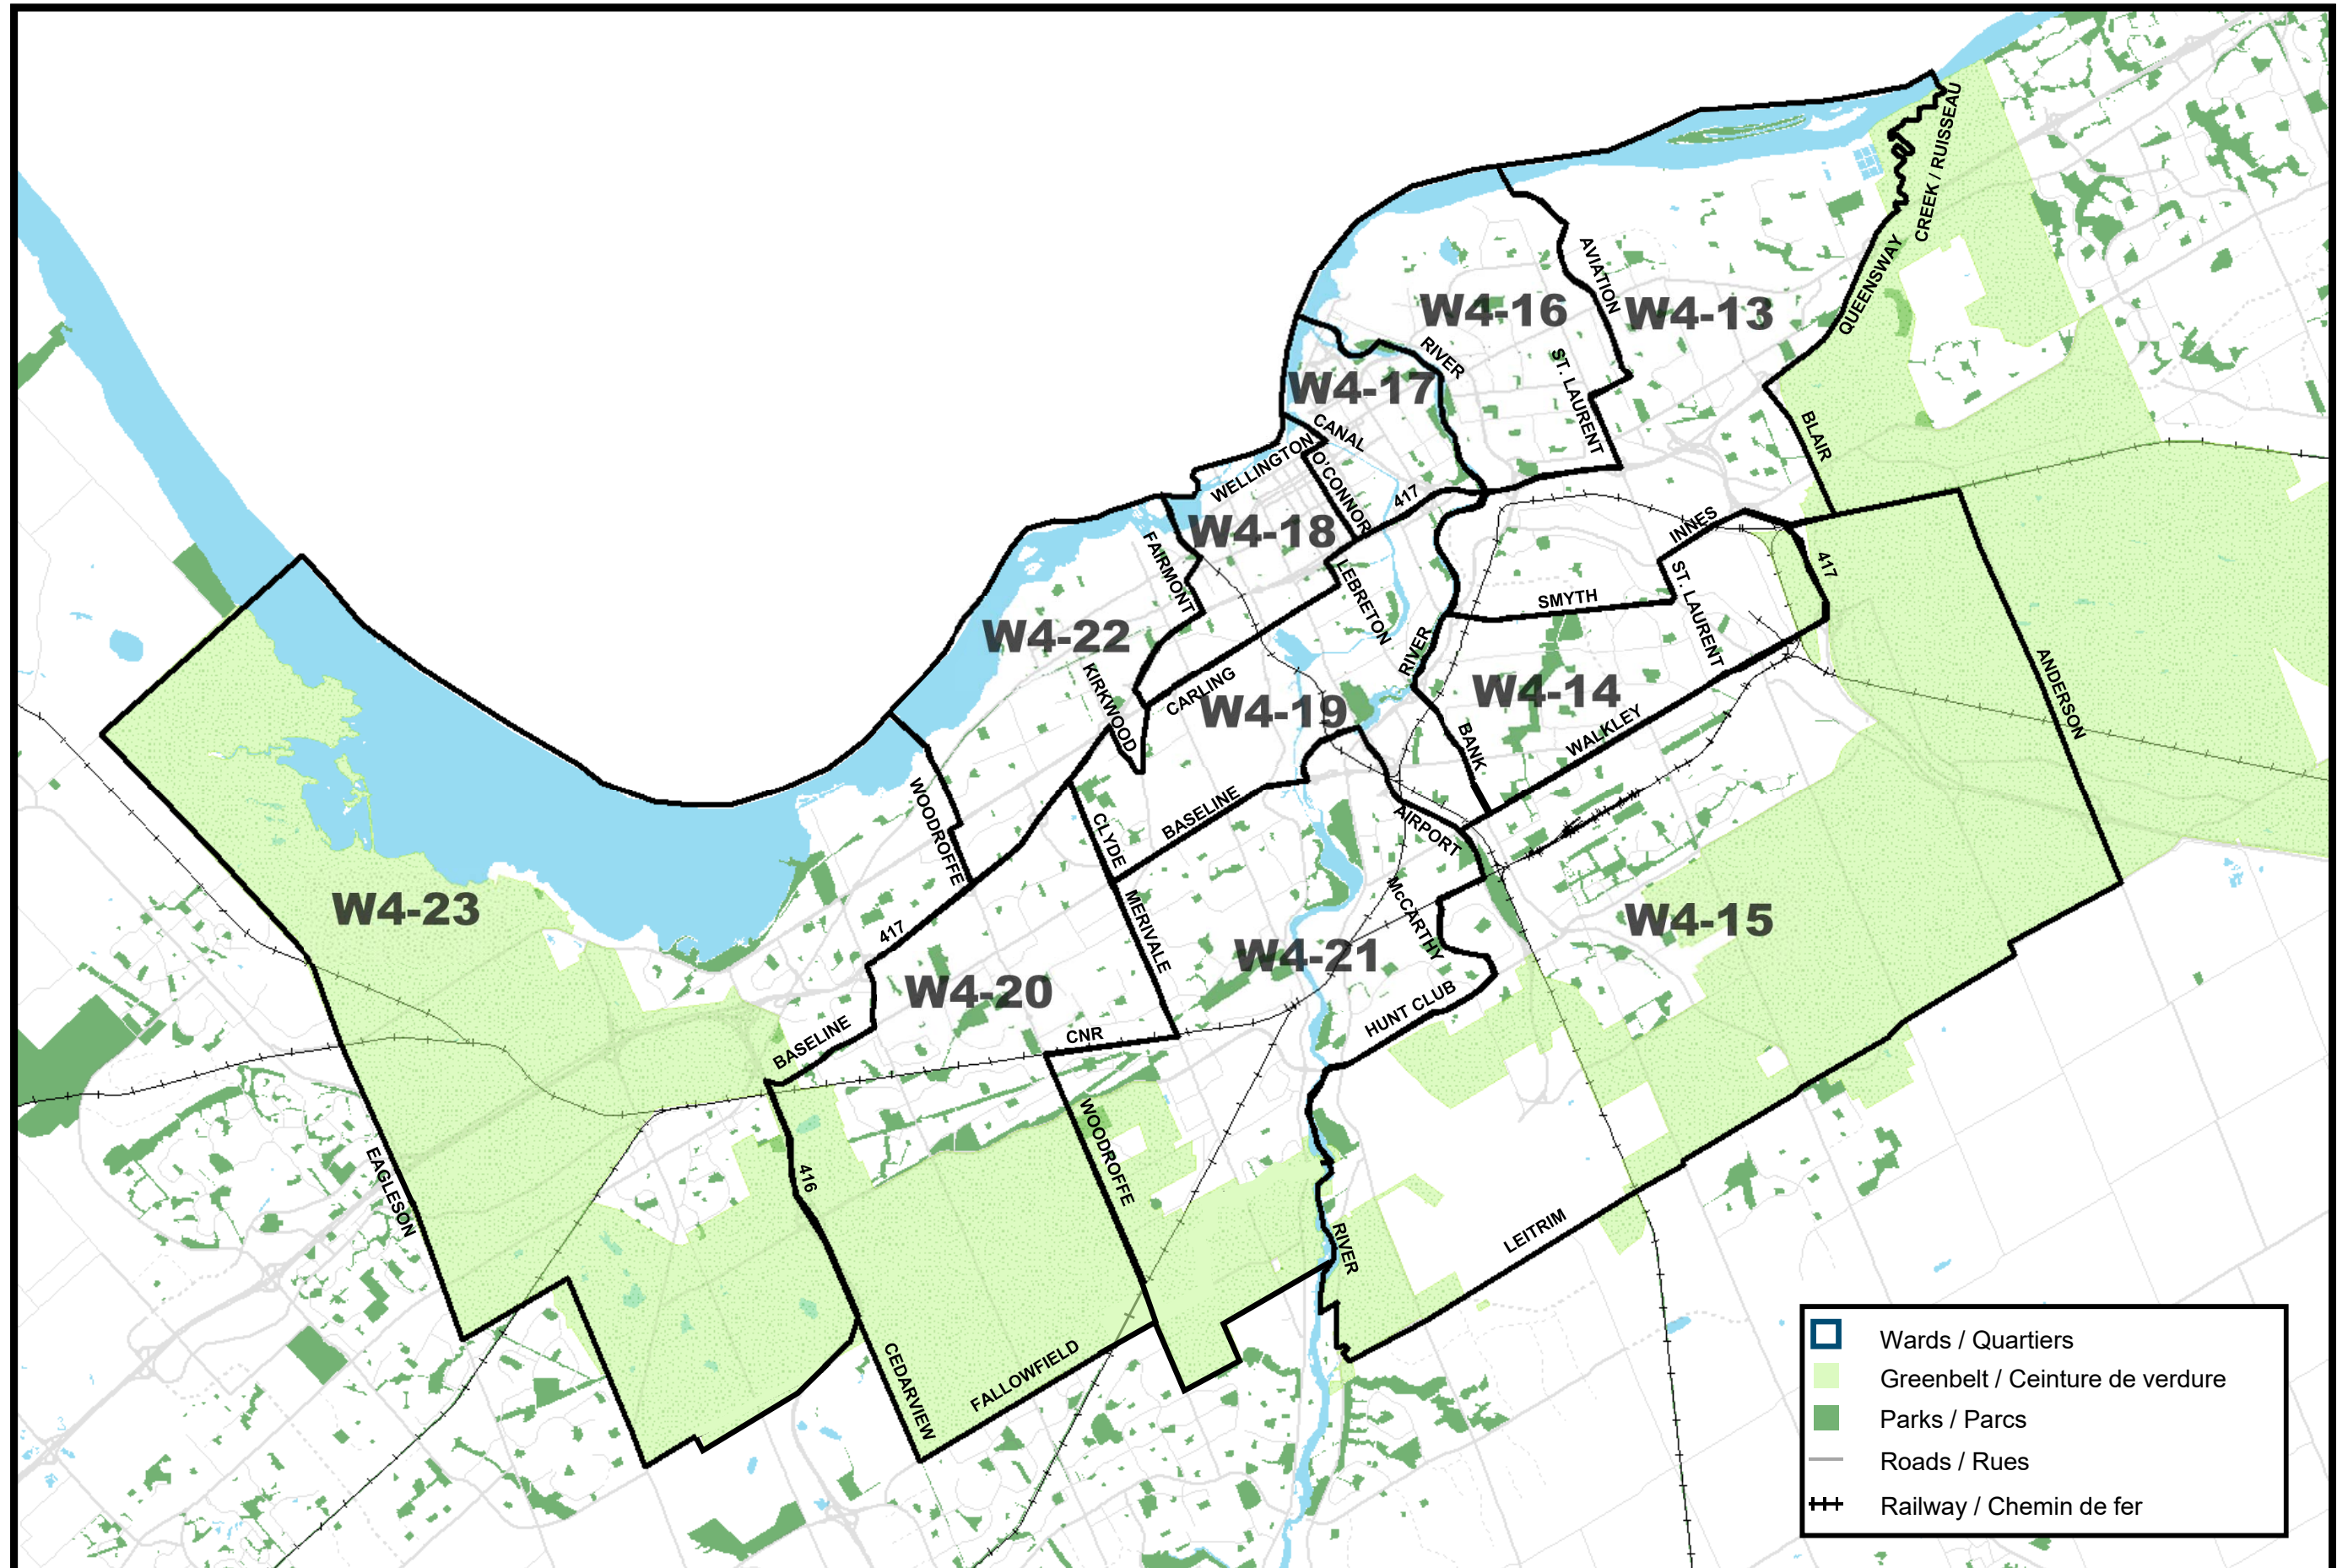 CREEK / RUISSEAU
QUEENSWAY
AVIATION
W4-16
W4-13
RIVER
ST. LAURENT
W4-17
CANAL
BLAIR
WELLINGTON
O'CONNOR
417
W4-18
INNES
FAIRMONT
LEBRETON
417
SMYTH
ST. LAURENT
W4-22
RIVER
ANDERSON
KIRKWOOD
CARLING
W4-19
W4-14
WALKLEY
BANK
WOODROFFE
CLYDE
BASELINE
AIRPORT
W4-23
MERIVALE
McCARTHY
W4-15
417
W4-20
W4-21
HUNT CLUB
BASELINE
CNR
WOODROFFE
EAGLESON
416
RIVER
LEITRIM
CEDARVIEW
FALLOWFIELD
Wards / Quartiers
Greenbelt / Ceinture de verdure
Parks / Parcs
Roads / Rues
Railway / Chemin de fer